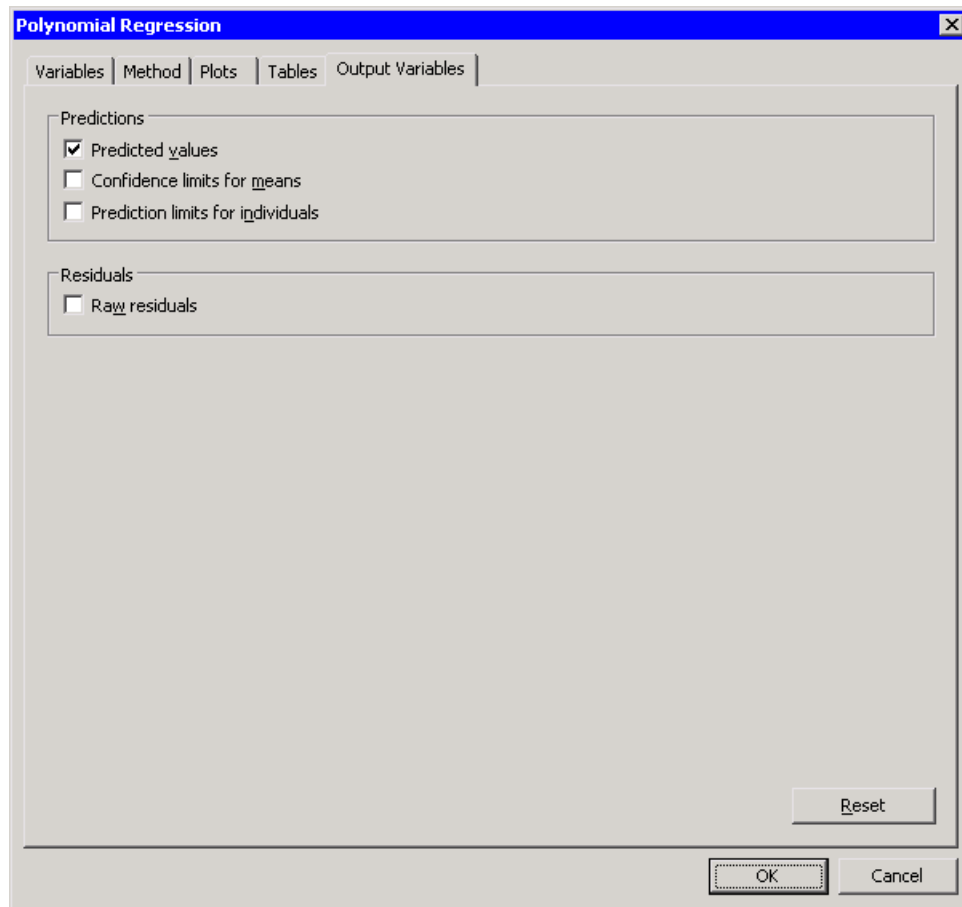 Polynomial Regression
Variables Method Plots Tables Output Variables
Predictions
Predicted values
Confidence limits for means
Prediction limits for individuals
Residuals
Raw residuals
Reset
OK Cancel